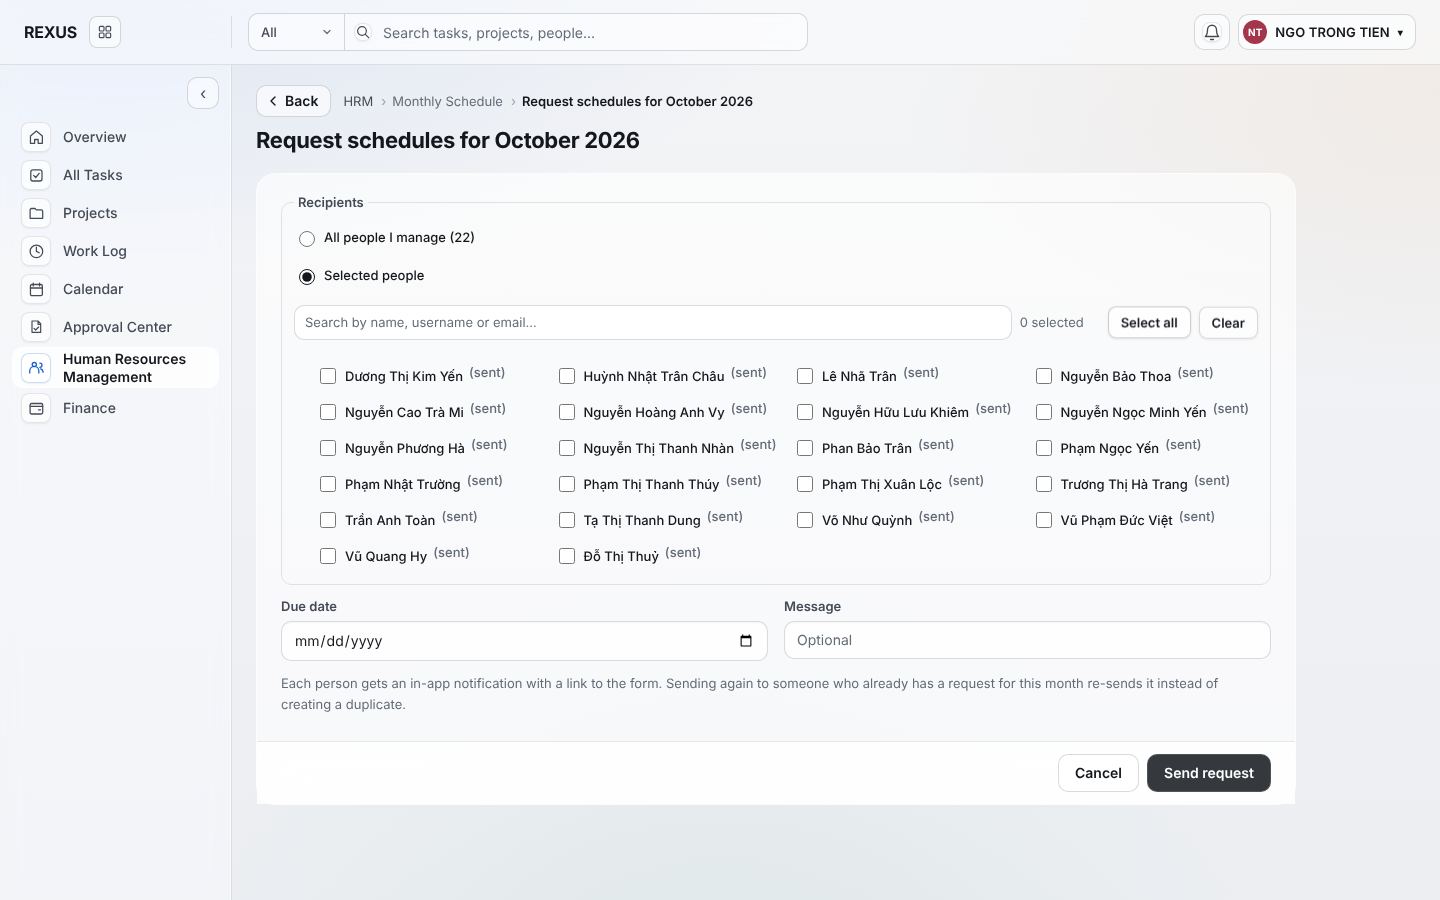 REXUS
All
Search tasks, projects, people...
NT
NGO TRONG TIEN
Overview
All Tasks
Projects
Work Log
Calendar
Approval Center
Human Resources
Management
Finance
Back
HRM › Monthly Schedule › Request schedules for October 2026
Request schedules for October 2026
Recipients
All people I manage (22)
Selected people
Search by name, username or email...
0 selected
Select all
Clear
Dương Thị Kim Yến (sent)
Huỳnh Nhật Trân Châu (sent)
Lê Nhã Trân (sent)
Nguyễn Bảo Thoa (sent)
Nguyễn Cao Trà Mi (sent)
Nguyễn Hoàng Anh Vy (sent)
Nguyễn Hữu Lưu Khiêm (sent)
Nguyễn Ngọc Minh Yến (sent)
Nguyễn Phương Hà (sent)
Nguyễn Thị Thanh Nhàn (sent)
Phan Bảo Trân (sent)
Phạm Ngọc Yến (sent)
Phạm Nhật Trường (sent)
Phạm Thị Thanh Thúy (sent)
Phạm Thị Xuân Lộc (sent)
Trương Thị Hà Trang (sent)
Trần Anh Toàn (sent)
Tạ Thị Thanh Dung (sent)
Võ Như Quỳnh (sent)
Vũ Phạm Đức Việt (sent)
Vũ Quang Hy (sent)
Đỗ Thị Thuỷ (sent)
Due date
Message
mm/dd/yyyy
Optional
Each person gets an in-app notification with a link to the form. Sending again to someone who already has a request for this month re-sends it instead of
creating a duplicate.
Cancel
Send request